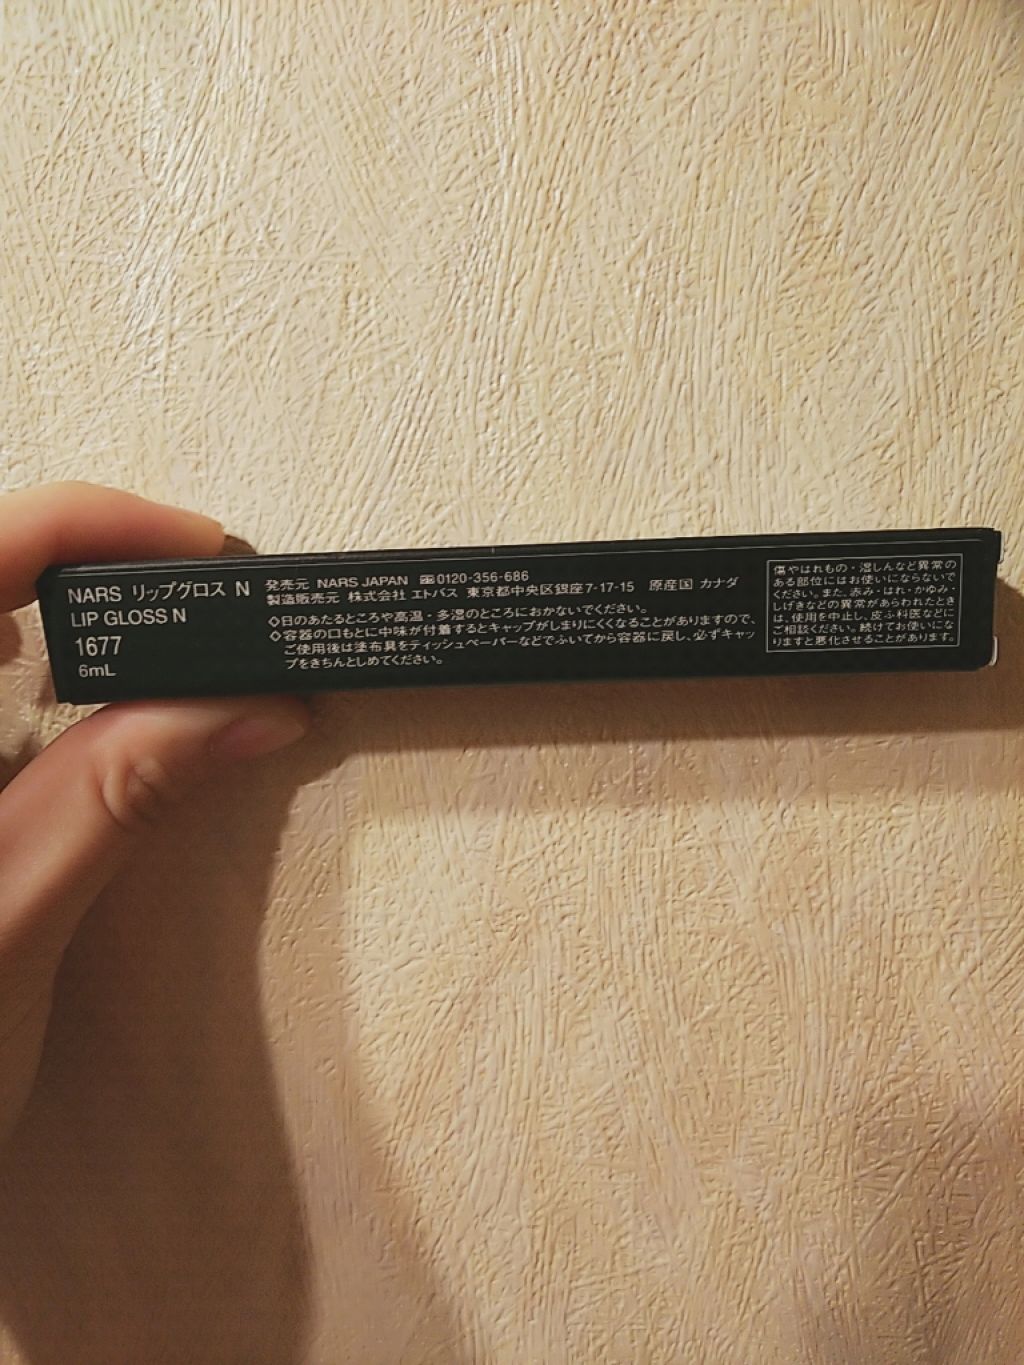 NARS リップグロス N
LIP GLOSS N
1677
6mL
発売元 NARS JAPAN 0120-356-686
製造販売元 株式会社 エトバス 東京都中央区銀座7-17-15 原産国 カナダ
◇日のあたるところや高温・多湿のところにおかないでください。
◇容器の口もとに中味が付着するとキャップがしまりにくくなることがありますので、
ご使用後は塗布具をティッシュペーパーなどでふいてから容器に戻し、必ずキャッ
プをきちんとしめてください。
傷やはれもの・湿しんなど異常の
ある部位にはお使いにならないで
ください。また、赤み・はれ・かゆみ・
しげきなどの異常があらわれたとき
は、使用を中止し、皮ふ科医などに
ご相談ください。続けてお使いにな
りますと悪化させることがあります。